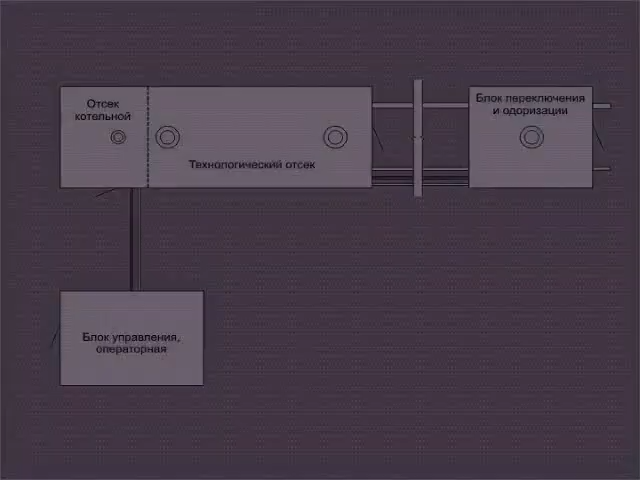 Отсек
котельной
Технологический отсек
Блок переключения
и одоризации
Блок управления,
операторная